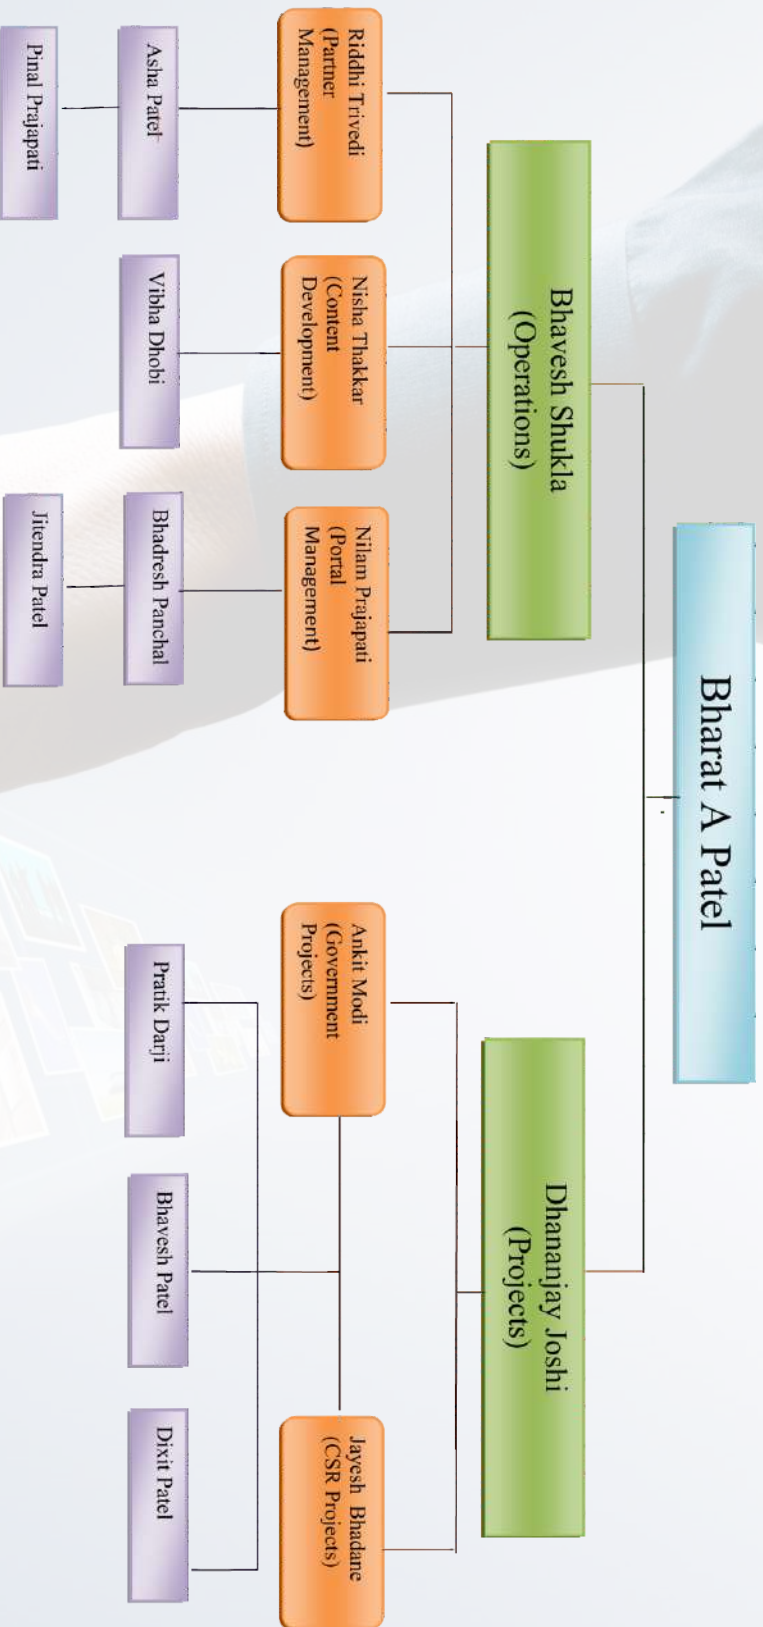 Bharat A Patel
Bhavesh Shukla
(Operations)
Dhananjay Joshi
(Projects)
Riddhi Trivedi
(Partner
Management)
Nisha Thakkar
(Content
Development)
Nilam Prajapati
(Portal
Management)
Ankit Modi
(Government
Projects)
Jayesh Bhadane
(CSR Projects)
Asha Patel
Vibha Dhobi
Bhadresh Panchal
Pratik Darji
Bhavesh Patel
Dixit Patel
Pinal Prajapati
Jitendra Patel